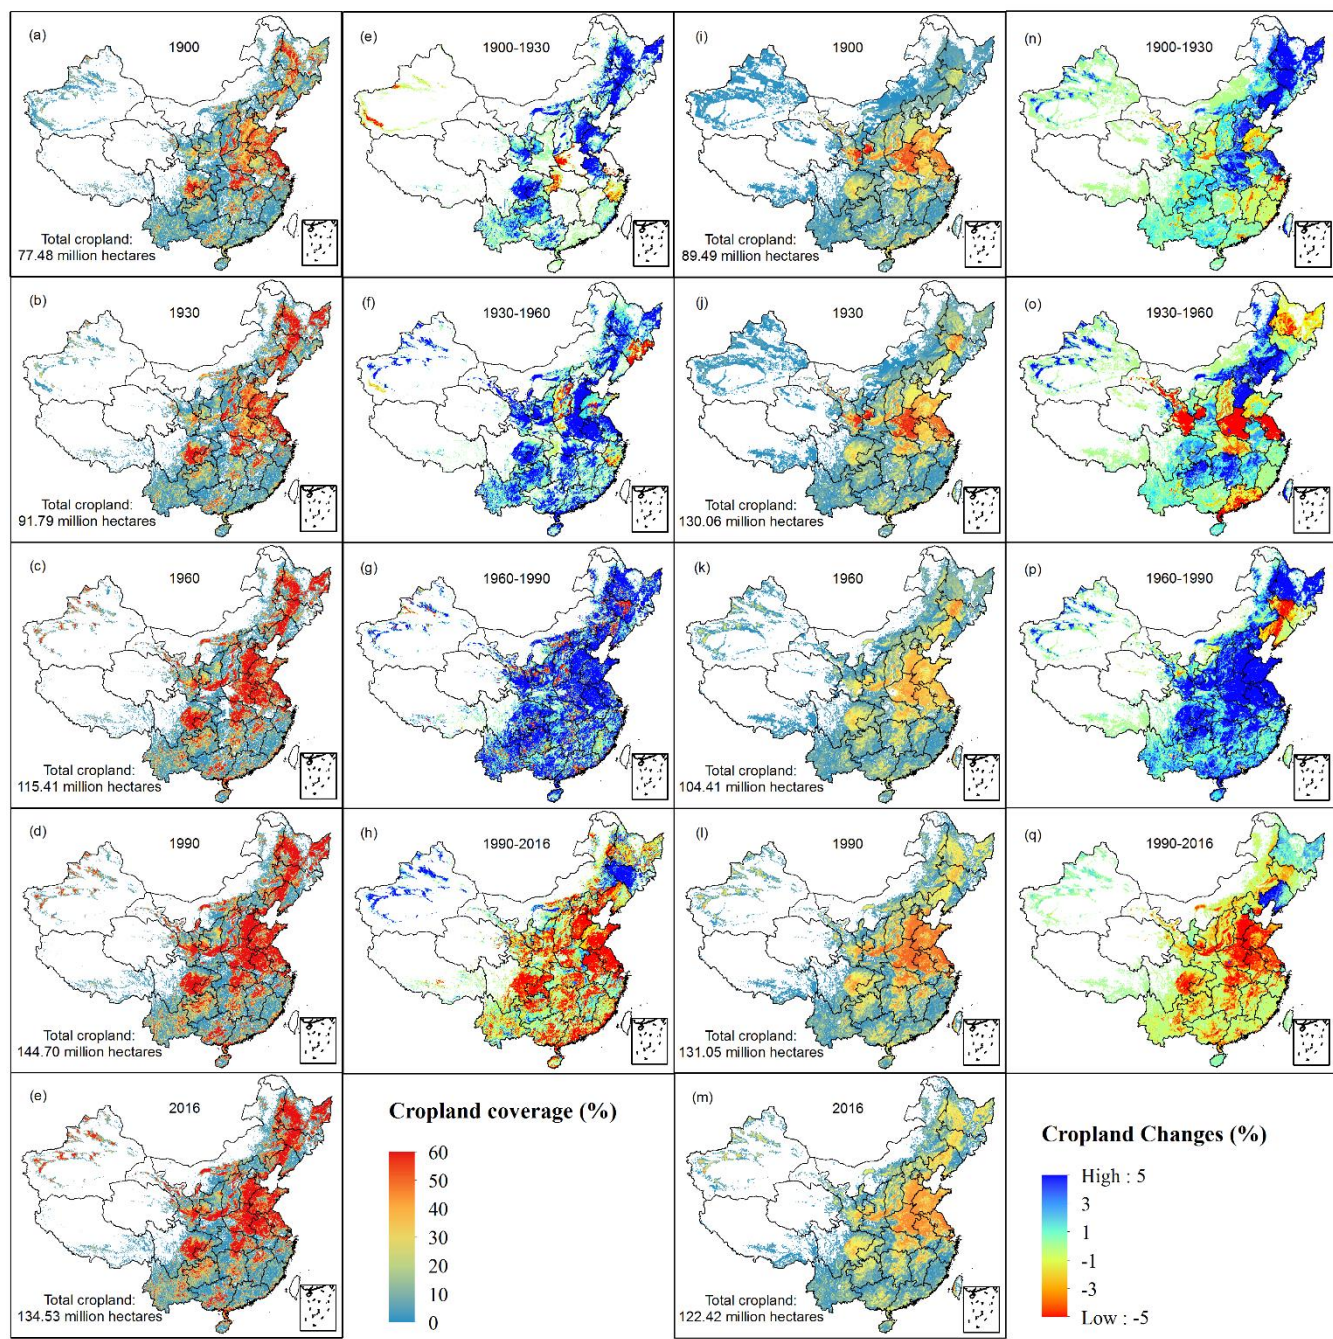 (a)
1900
Total cropland:
77.48 million hectares
(e)
1900-1930
(i)
1900
Total cropland:
89.49 million hectares
(n)
1900-1930
(b)
1930
Total cropland:
91.79 million hectares
(f)
1930-1960
(j)
1930
Total cropland:
130.06 million hectares
(o)
1930-1960
(c)
1960
Total cropland:
115.41 million hectares
(g)
1960-1990
(k)
1960
Total cropland:
104.41 million hectares
(p)
1960-1990
(d)
1990
Total cropland:
144.70 million hectares
(h)
1990-2016
(l)
1990
Total cropland:
131.05 million hectares
(q)
1990-2016
(e)
2016
Total cropland:
134.53 million hectares
Cropland coverage (%)
60
50
40
30
20
10
0
(m)
2016
Total cropland:
122.42 million hectares
Cropland Changes (%)
High : 5
3
1
-1
-3
Low : -5